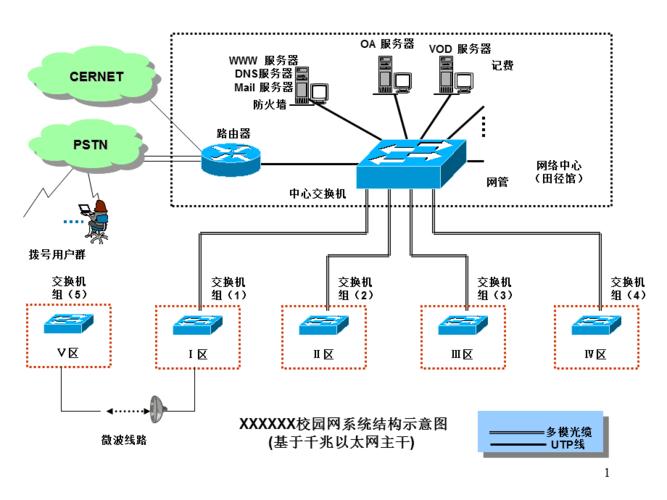 CERNET
PSTN
拨号用户群
WWW 服务器
DNS服务器
Mail 服务器
防火墙
OA 服务器
VOD 服务器
记费
路由器
中心交换机
网管
网络中心
（田径馆）
交换机
组（5）
交换机
组（1）
交换机
组（2）
交换机
组（3）
交换机
组（4）
V区
I 区
II 区
III区
IV区
微波线路
XXXXXX校园网系统结构示意图
(基于千兆以太网主干)
多模光缆
UTP线
1